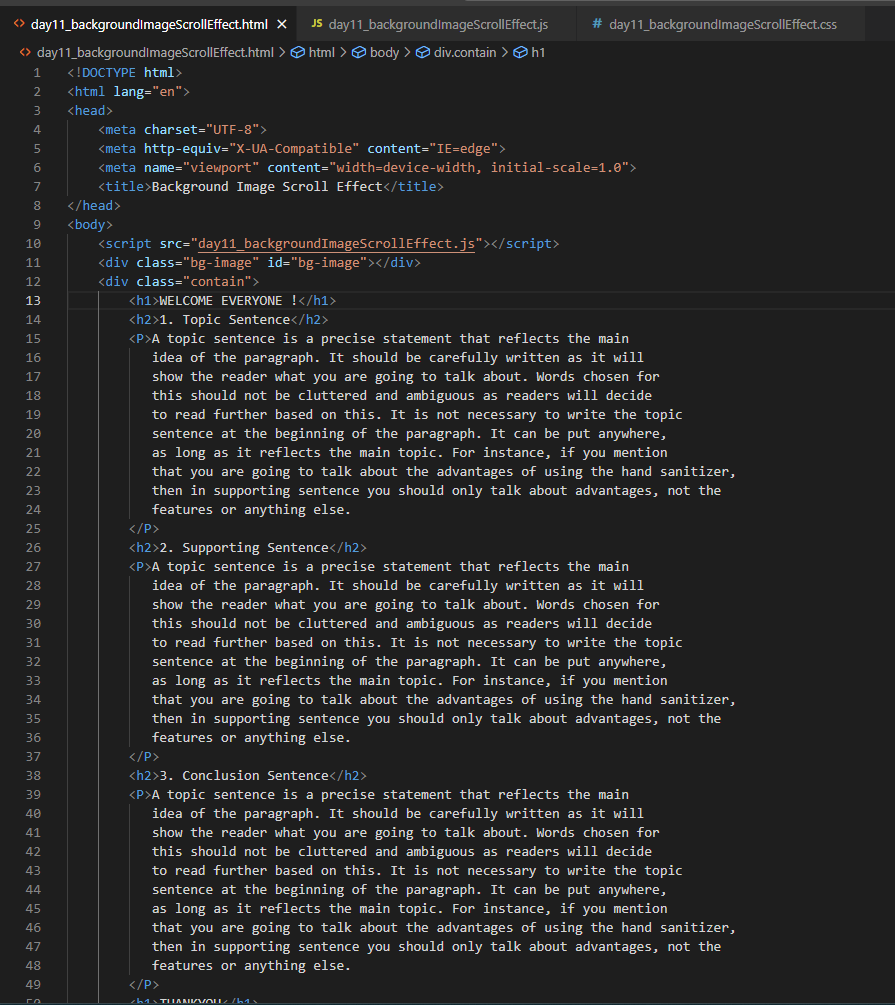 <> day11_backgroundImageScrollEffect.html × JS day11_backgroundImageScrollEffect.js # day11_backgroundImageScrollEffect.css
<> day11_backgroundImageScrollEffect.html > html > body > div.contain > h1
1 <!DOCTYPE html>
2 <html lang="en">
3 <head>
4 <meta charset="UTF-8">
5 <meta http-equiv="X-UA-Compatible" content="IE=edge">
6 <meta name="viewport" content="width=device-width, initial-scale=1.0">
7 <title>Background Image Scroll Effect</title>
8 </head>
9 <body>
10 <script src="day11_backgroundImageScrollEffect.js"></script>
11 <div class="bg-image" id="bg-image"></div>
12 <div class="contain">
13 <h1>WELCOME EVERYONE !</h1>
14 <h2>1. Topic Sentence</h2>
15 <P>A topic sentence is a precise statement that reflects the main
16 idea of the paragraph. It should be carefully written as it will
17 show the reader what you are going to talk about. Words chosen for
18 this should not be cluttered and ambiguous as readers will decide
19 to read further based on this. It is not necessary to write the topic
20 sentence at the beginning of the paragraph. It can be put anywhere,
21 as long as it reflects the main topic. For instance, if you mention
22 that you are going to talk about the advantages of using the hand sanitizer,
23 then in supporting sentence you should only talk about advantages, not the
24 features or anything else.
25 </P>
26 <h2>2. Supporting Sentence</h2>
27 <P>A topic sentence is a precise statement that reflects the main
28 idea of the paragraph. It should be carefully written as it will
29 show the reader what you are going to talk about. Words chosen for
30 this should not be cluttered and ambiguous as readers will decide
31 to read further based on this. It is not necessary to write the topic
32 sentence at the beginning of the paragraph. It can be put anywhere,
33 as long as it reflects the main topic. For instance, if you mention
34 that you are going to talk about the advantages of using the hand sanitizer,
35 then in supporting sentence you should only talk about advantages, not the
36 features or anything else.
37 </P>
38 <h2>3. Conclusion Sentence</h2>
39 <P>A topic sentence is a precise statement that reflects the main
40 idea of the paragraph. It should be carefully written as it will
41 show the reader what you are going to talk about. Words chosen for
42 this should not be cluttered and ambiguous as readers will decide
43 to read further based on this. It is not necessary to write the topic
44 sentence at the beginning of the paragraph. It can be put anywhere,
45 as long as it reflects the main topic. For instance, if you mention
46 that you are going to talk about the advantages of using the hand sanitizer,
47 then in supporting sentence you should only talk about advantages, not the
48 features or anything else.
49 </P>
50 <h1>THANKYOU</h1>